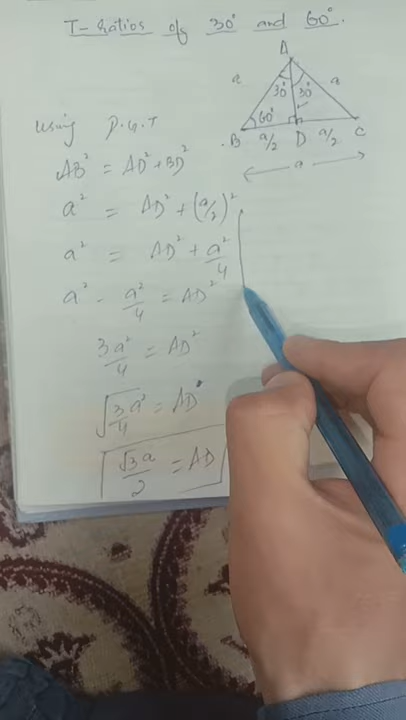 T-ratios of 30° and 60°.
A
a
a
30°
30°
60°
B
a/2
D
a/2
C
a
Using P.G.T
AB² = AD² + BD²
a² = AD² + (a/2)²
a² = AD² + a²/4
a² - a²/4 = AD²
3a²/4 = AD²
√3/4 a² = AD
√3a/2 = AD